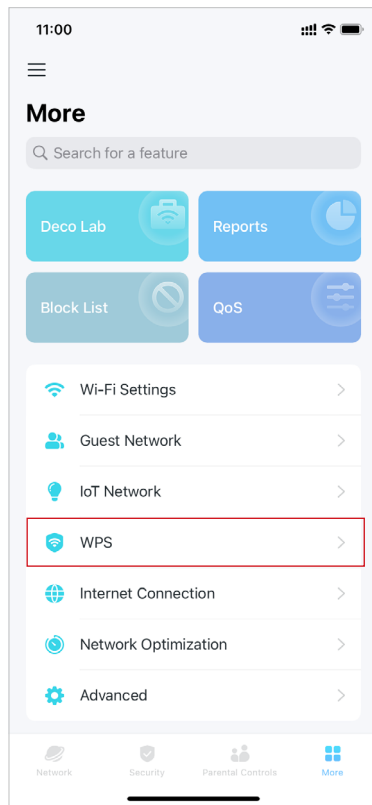 11:00
More
Search for a feature
Deco Lab
Reports
Block List
QoS
Wi-Fi Settings
Guest Network
IoT Network
WPS
Internet Connection
Network Optimization
Advanced
Network
Security
Parental Controls
More